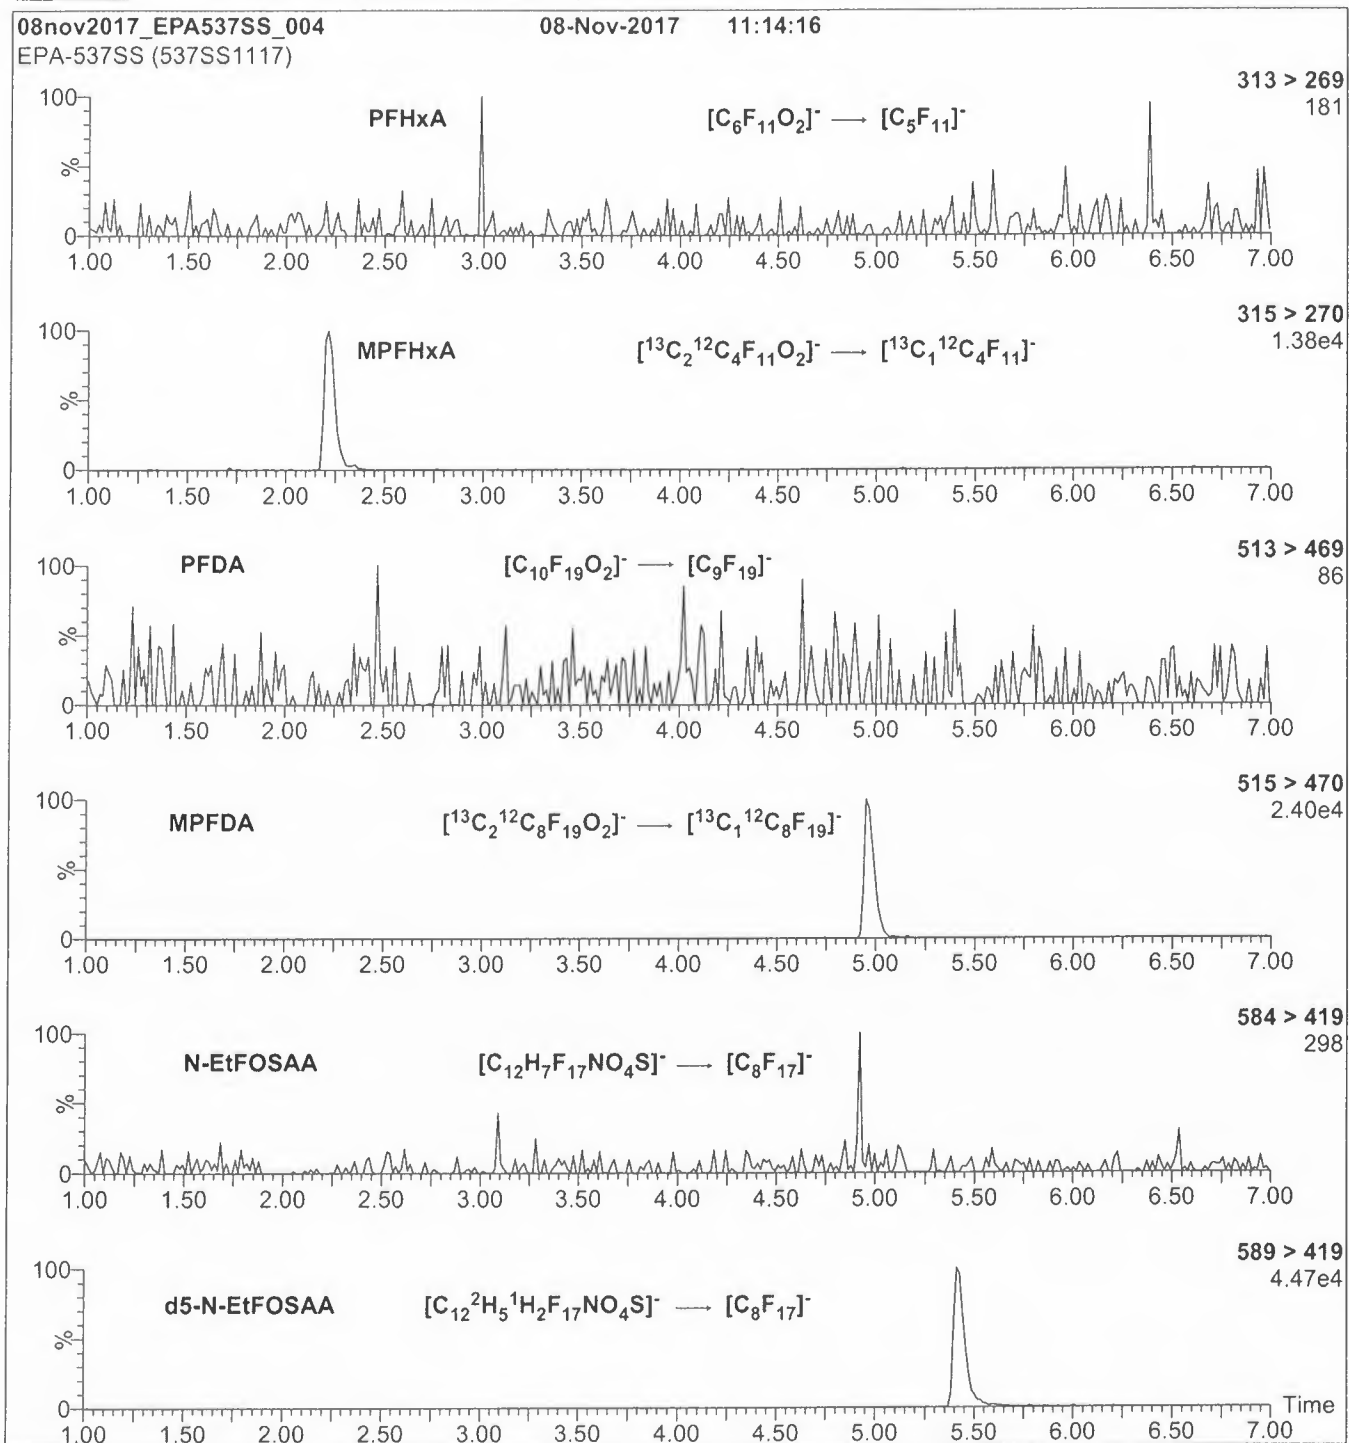 08nov2017_EPA537SS_004 08-Nov-2017 11:14:16
EPA-537SS (537SS1117)
313 > 269
181
PFHxA [C6F11O2]- → [C5F11]-
100
%
0
1.00 1.50 2.00 2.50 3.00 3.50 4.00 4.50 5.00 5.50 6.00 6.50 7.00
315 > 270
1.38e4
MPFHxA [13C2 12C4F11O2]- → [13C1 12C4F11]-
100
%
0
1.00 1.50 2.00 2.50 3.00 3.50 4.00 4.50 5.00 5.50 6.00 6.50 7.00
513 > 469
86
PFDA [C10F19O2]- → [C9F19]-
100
%
0
1.00 1.50 2.00 2.50 3.00 3.50 4.00 4.50 5.00 5.50 6.00 6.50 7.00
515 > 470
2.40e4
MPFDA [13C2 12C8F19O2]- → [13C1 12C8F19]-
100
%
0
1.00 1.50 2.00 2.50 3.00 3.50 4.00 4.50 5.00 5.50 6.00 6.50 7.00
584 > 419
298
N-EtFOSAA [C12H7F17NO4S]- → [C8F17]-
100
%
0
1.00 1.50 2.00 2.50 3.00 3.50 4.00 4.50 5.00 5.50 6.00 6.50 7.00
589 > 419
4.47e4
d5-N-EtFOSAA [C12 2H5 1H2F17NO4S]- → [C8F17]-
100
%
0
Time
1.00 1.50 2.00 2.50 3.00 3.50 4.00 4.50 5.00 5.50 6.00 6.50 7.00